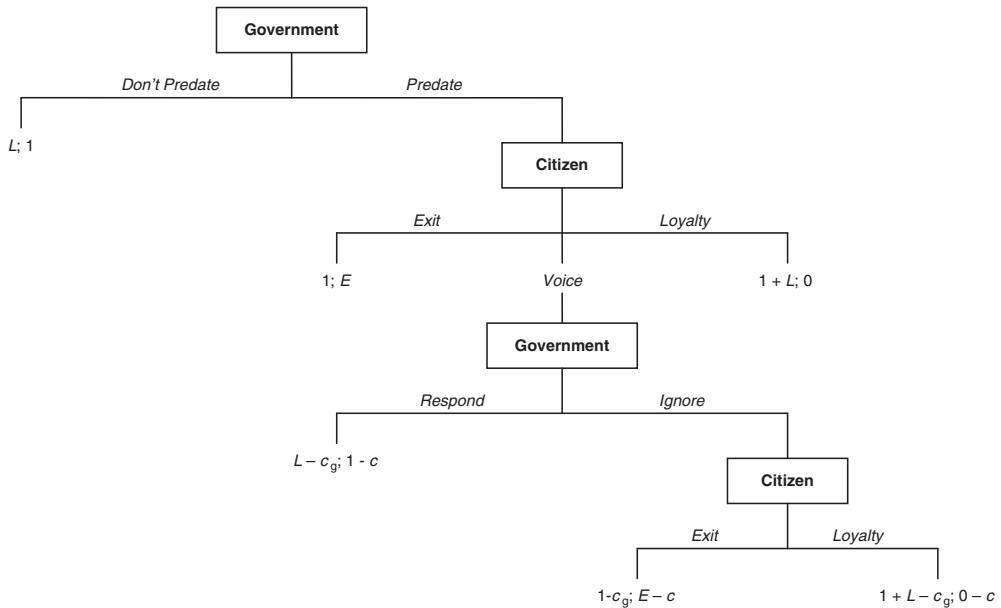 Government
Don't Predate Predate
L; 1
Citizen
Exit Loyalty
1; E Voice 1 + L; 0
Government
Respond Ignore
L – cg; 1 - c
Citizen
Exit Loyalty
1-cg; E – c 1 + L – cg; 0 – c